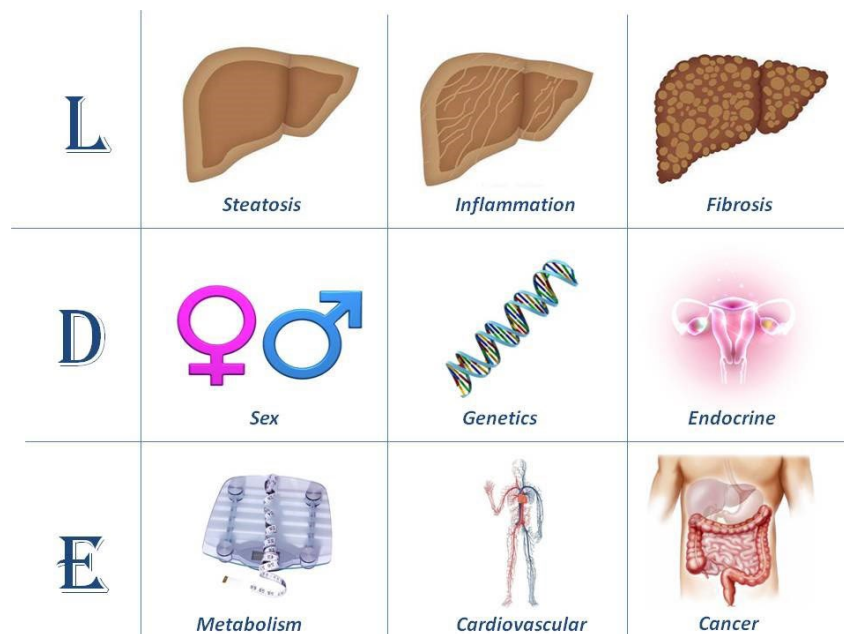 L
Steatosis
Inflammation
Fibrosis
D
Sex
Genetics
Endocrine
E
Metabolism
Cardiovascular
Cancer